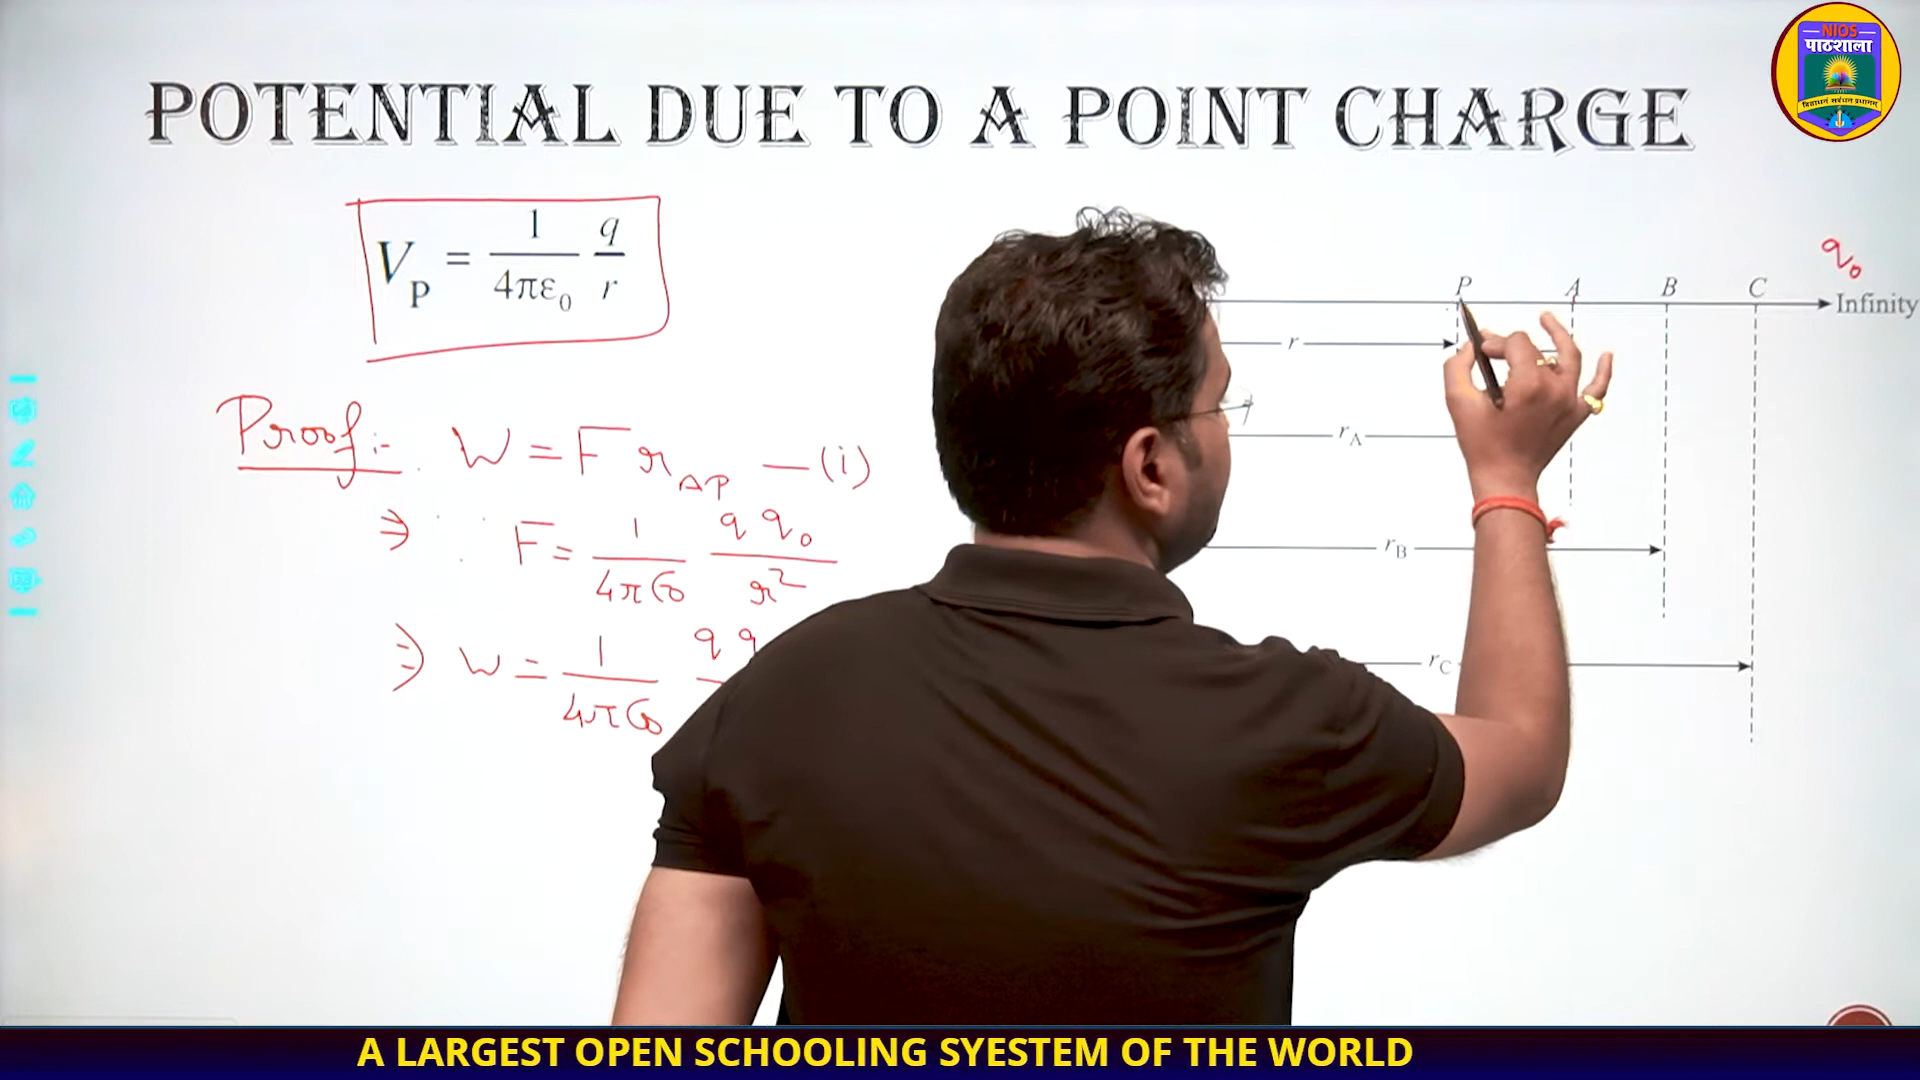 NIOS
पाठशाला
POTENTIAL DUE TO A POINT CHARGE
V_P = 1/4πε₀ q/r
q₀
P A B C
Infinity
r
Proof :- W = F r_AP — (i)
r_A
⇒ ∵ F = 1/4πε₀ q q₀/r²
r_B
⇒ W = 1/4πε₀ q q
r_C
A LARGEST OPEN SCHOOLING SYESTEM OF THE WORLD